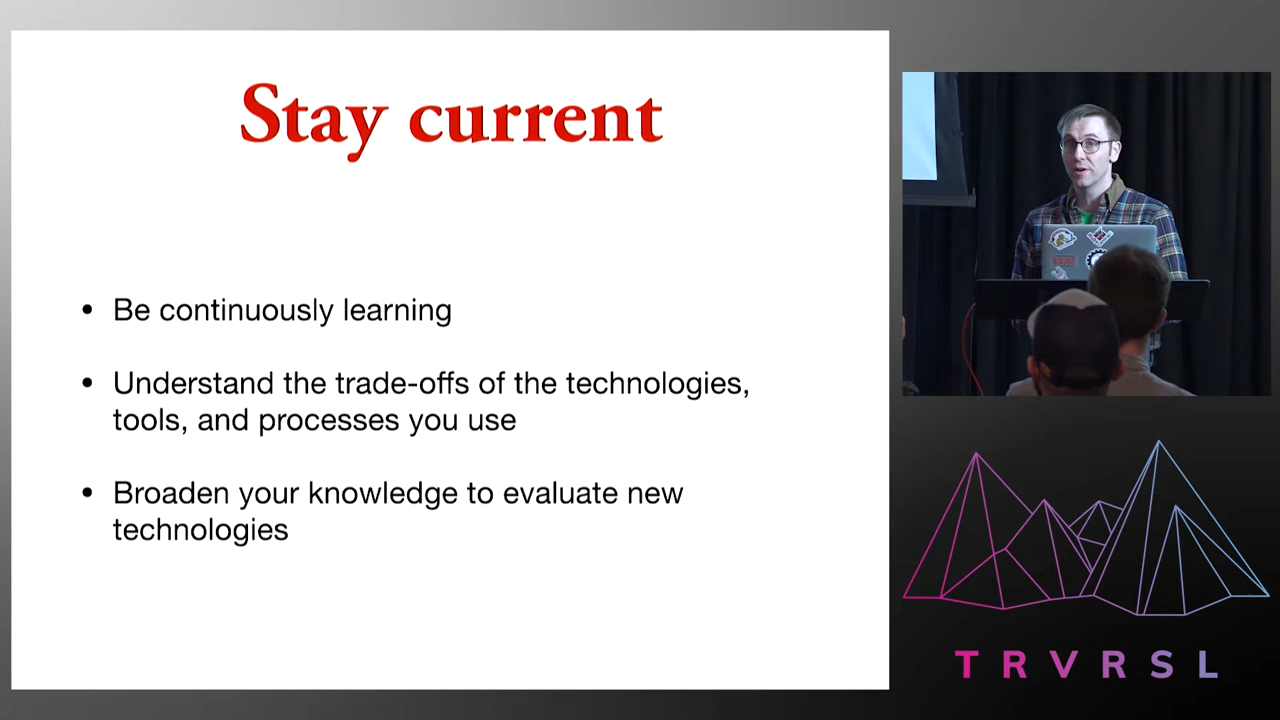 Stay current
• Be continuously learning
• Understand the trade-offs of the technologies,
tools, and processes you use
• Broaden your knowledge to evaluate new
technologies
TRVRSL